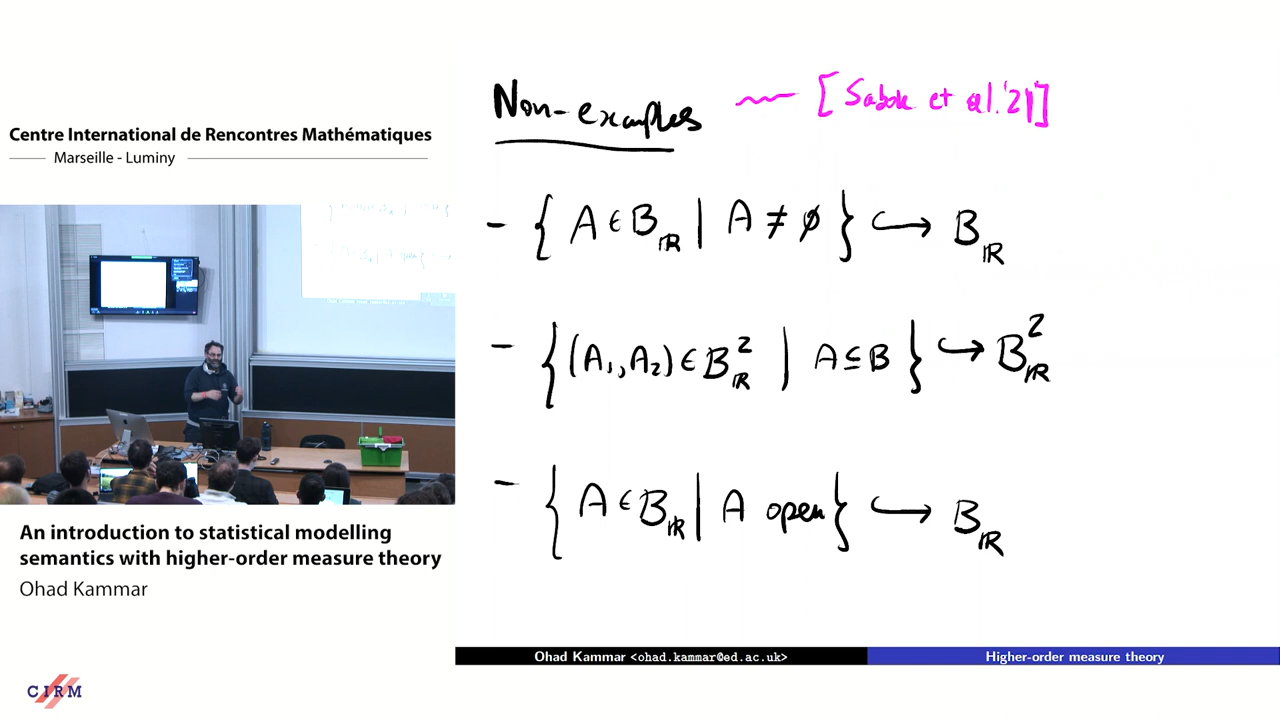 Centre International de Rencontres Mathématiques
Marseille - Luminy
An introduction to statistical modelling
semantics with higher-order measure theory
Ohad Kammar
CIRM
Non-examples ~~ [Sabok et al.'21]
- { A ∈ B_ℝ | A ≠ ∅ } ↪ B_ℝ
- { (A₁, A₂) ∈ B_ℝ² | A ⊆ B } ↪ B_ℝ²
- { A ∈ B_ℝ | A open } ↪ B_ℝ
Ohad Kammar <ohad.kammar@ed.ac.uk> Higher-order measure theory